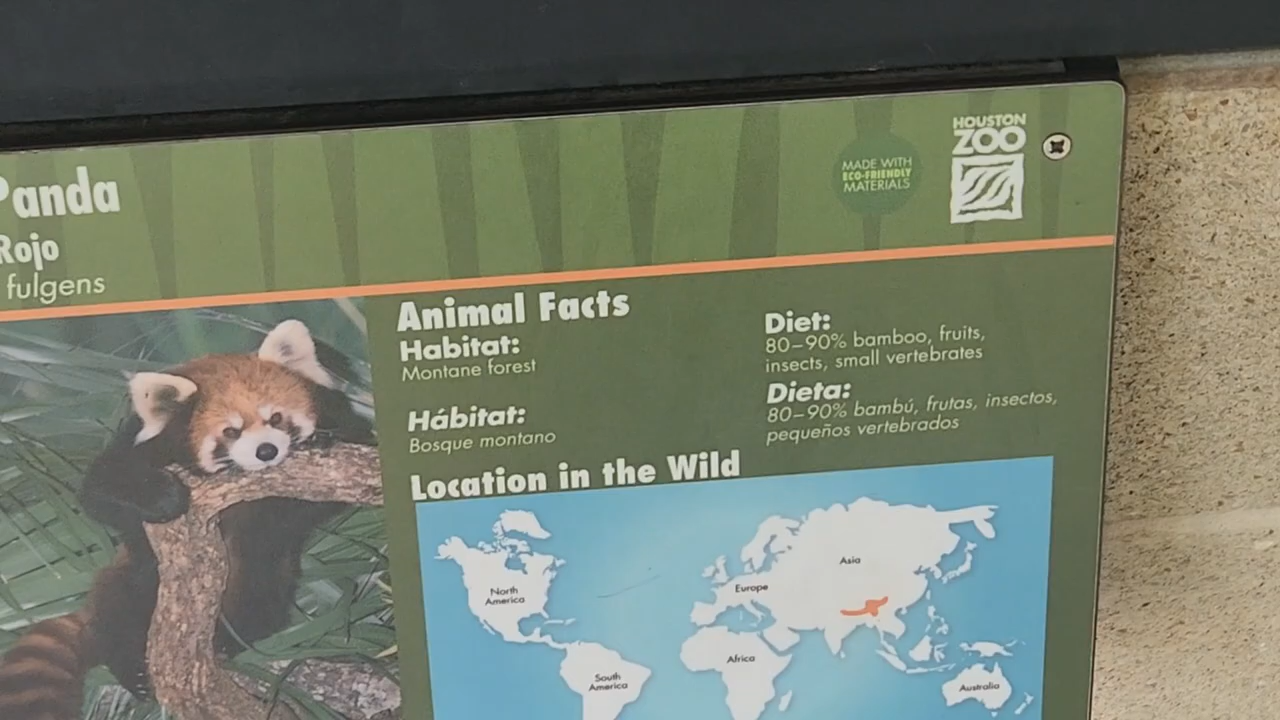 Panda
Rojo
fulgens
MADE WITH
ECO-FRIENDLY
MATERIALS
HOUSTON
ZOO
Animal Facts
Habitat:
Montane forest
Hábitat:
Bosque montano
Diet:
80–90% bamboo, fruits,
insects, small vertebrates
Dieta:
80–90% bambú, frutas, insectos,
pequeños vertebrados
Location in the Wild
North
America
South
America
Europe
Africa
Asia
Australia